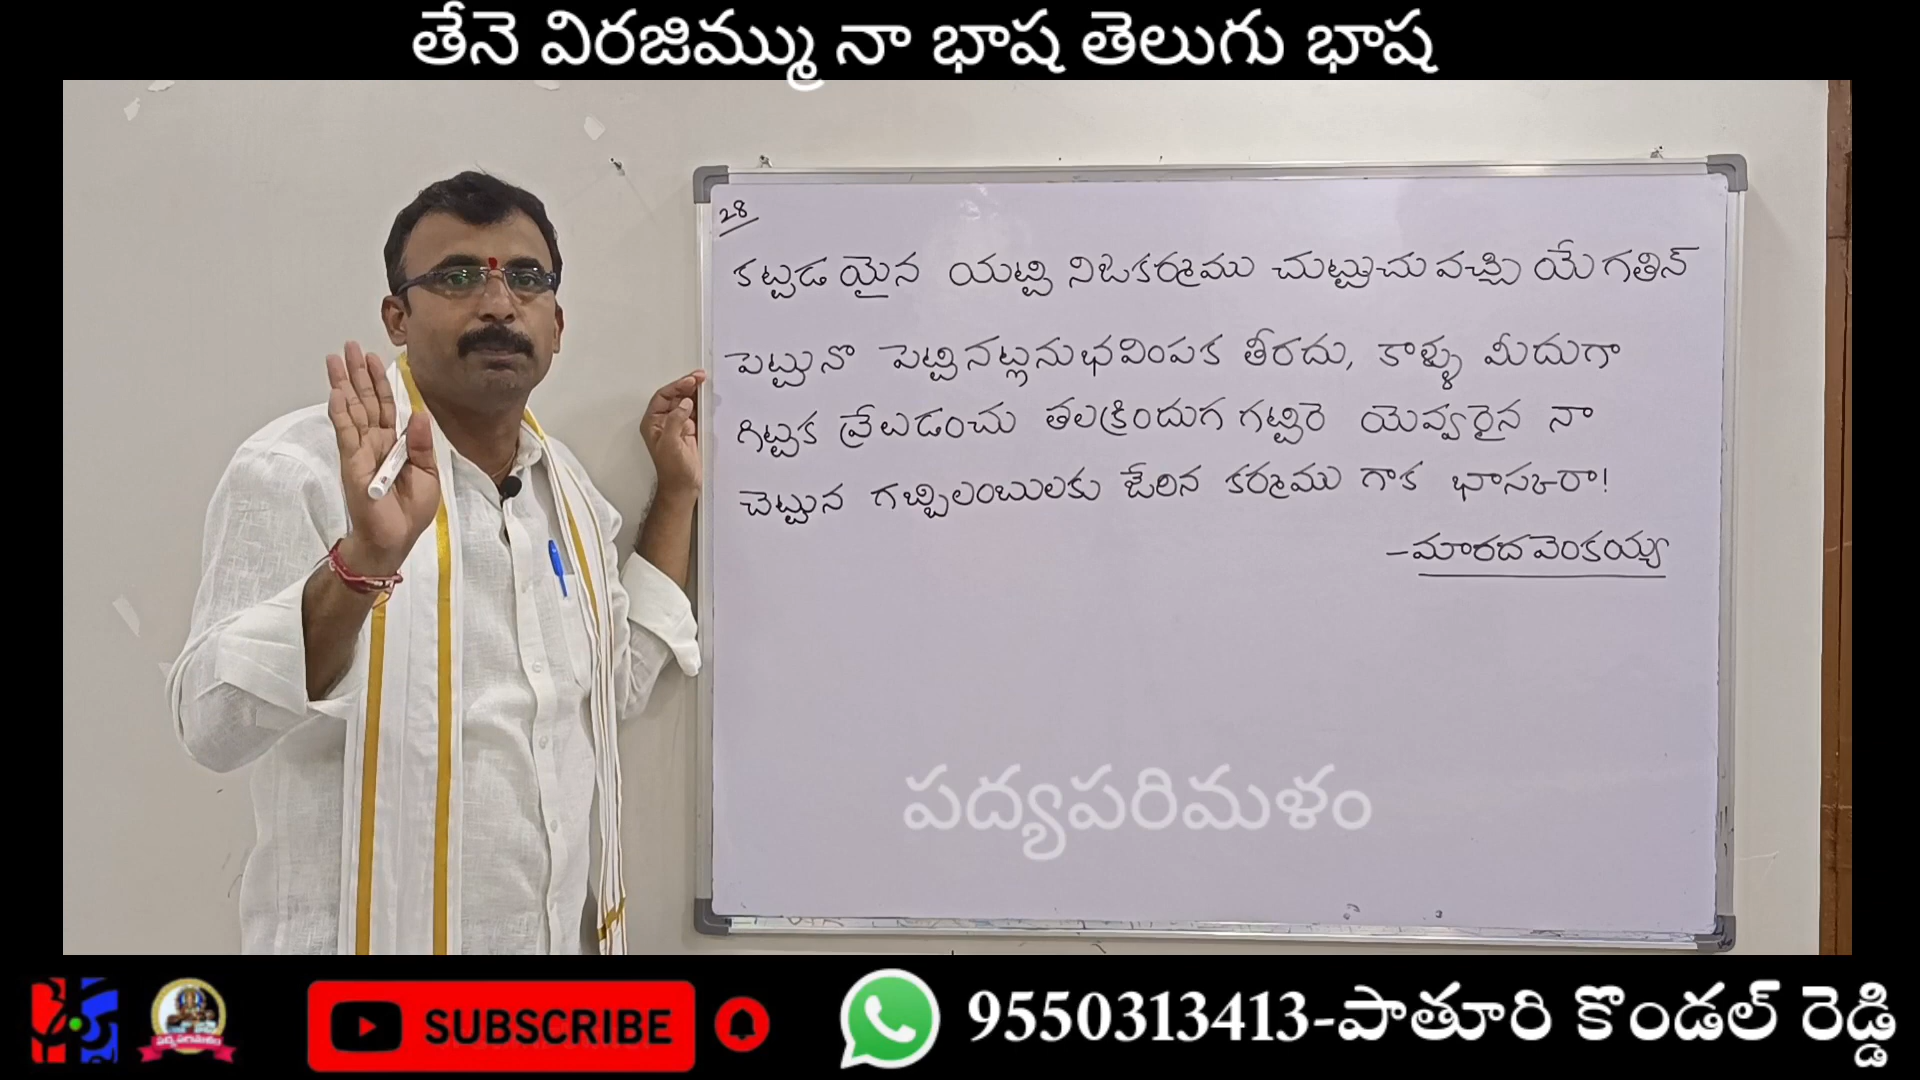 తేనె విరజిమ్ము నా భాష తెలుగు భాష
28
కట్టడ యైన యట్టి నిజకర్మము చుట్టుచు వచ్చి యే గతిన్
పెట్టునొ పెట్టినట్లనుభవింపక తీరదు, కాళ్ళు మీదుగా
గిట్టక వ్రేలడంచు తలక్రిందుగ గట్టిరె యెవ్వరైన నా
చెట్టున గబ్బిలంబులకు జేరిన కర్మము గాక భాస్కరా!
-మారద వెంకయ్య
పద్యపరిమళం
SUBSCRIBE
9550313413-పాతూరి కొండల్ రెడ్డి